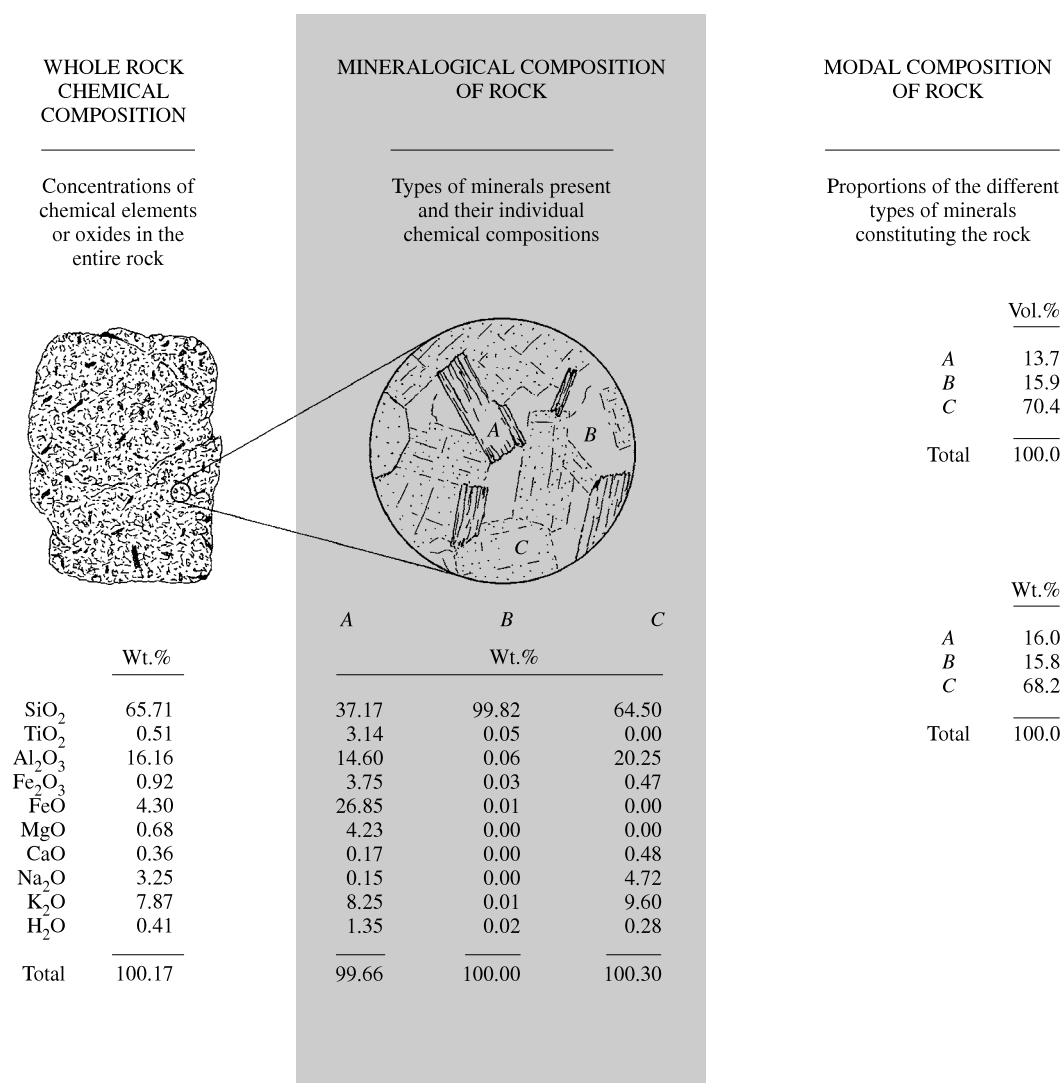 WHOLE ROCK
CHEMICAL
COMPOSITION
Concentrations of
chemical elements
or oxides in the
entire rock
MINERALOGICAL COMPOSITION
OF ROCK
Types of minerals present
and their individual
chemical compositions
MODAL COMPOSITION
OF ROCK
Proportions of the different
types of minerals
constituting the rock
Vol.%
A 13.7
B 15.9
C 70.4
Total 100.0
A
B
C
Wt.%
A 16.0
B 15.8
C 68.2
Total 100.0
A B C
Wt.% Wt.%
SiO2 65.71 37.17 99.82 64.50
TiO2 0.51 3.14 0.05 0.00
Al2O3 16.16 14.60 0.06 20.25
Fe2O3 0.92 3.75 0.03 0.47
FeO 4.30 26.85 0.01 0.00
MgO 0.68 4.23 0.00 0.00
CaO 0.36 0.17 0.00 0.48
Na2O 3.25 0.15 0.00 4.72
K2O 7.87 8.25 0.01 9.60
H2O 0.41 1.35 0.02 0.28
Total 100.17 99.66 100.00 100.30